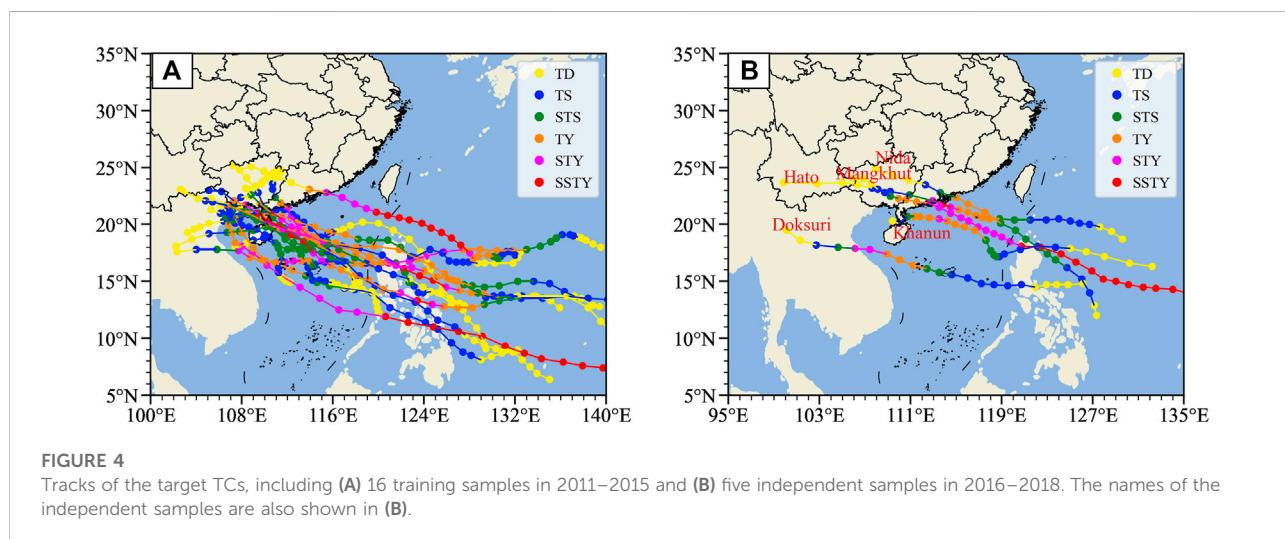 35°N
30°N
25°N
20°N
15°N
10°N
5°N
100°E
108°E
116°E
124°E
132°E
140°E
A
TD
TS
STS
TY
STY
SSTY
35°N
30°N
25°N
20°N
15°N
10°N
5°N
95°E
103°E
111°E
119°E
127°E
135°E
B
TD
TS
STS
TY
STY
SSTY
Nida
Mangkhut
Hato
Doksuri
Khanun
FIGURE 4
Tracks of the target TCs, including (A) 16 training samples in 2011–2015 and (B) five independent samples in 2016–2018. The names of the
independent samples are also shown in (B).